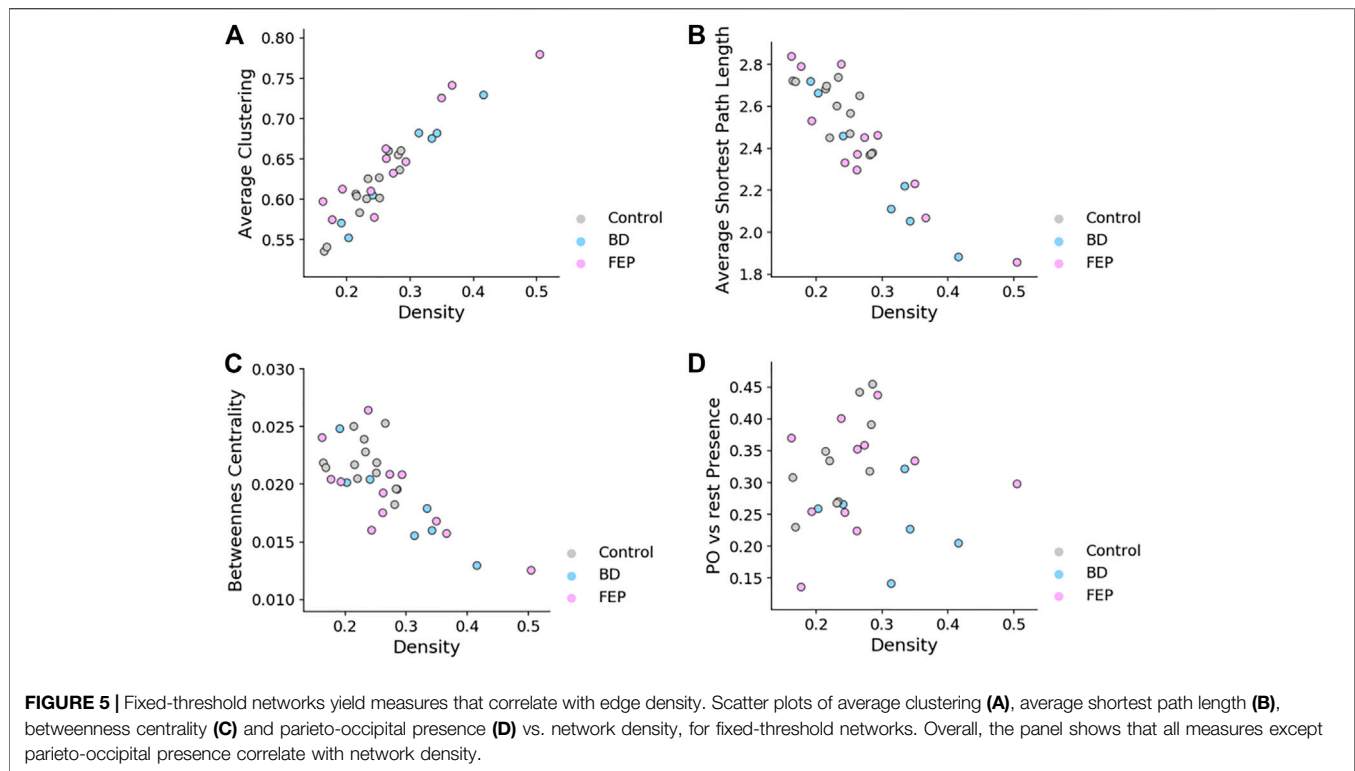 A
0.80
0.75
0.70
0.65
0.60
0.55
Average Clustering
0.2 0.3 0.4 0.5
Density
Control
BD
FEP
B
2.8
2.6
2.4
2.2
2.0
1.8
Average Shortest Path Length
0.2 0.3 0.4 0.5
Density
Control
BD
FEP
C
0.030
0.025
0.020
0.015
0.010
Betweennes Centrality
0.2 0.3 0.4 0.5
Density
Control
BD
FEP
D
0.45
0.40
0.35
0.30
0.25
0.20
0.15
PO vs rest Presence
0.2 0.3 0.4 0.5
Density
Control
BD
FEP
FIGURE 5 | Fixed-threshold networks yield measures that correlate with edge density. Scatter plots of average clustering (A), average shortest path length (B),
betweenness centrality (C) and parieto-occipital presence (D) vs. network density, for fixed-threshold networks. Overall, the panel shows that all measures except
parieto-occipital presence correlate with network density.